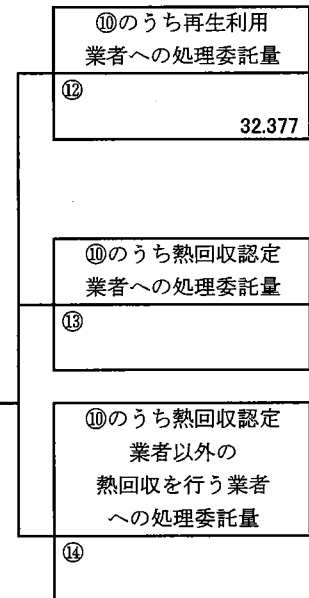 ⑩のうち再生利用
業者への処理委託量
⑫
32.377
⑩のうち熱回収認定
業者への処理委託量
⑬
⑩のうち熱回収認定
業者以外の
熱回収を行う業者
への処理委託量
⑭